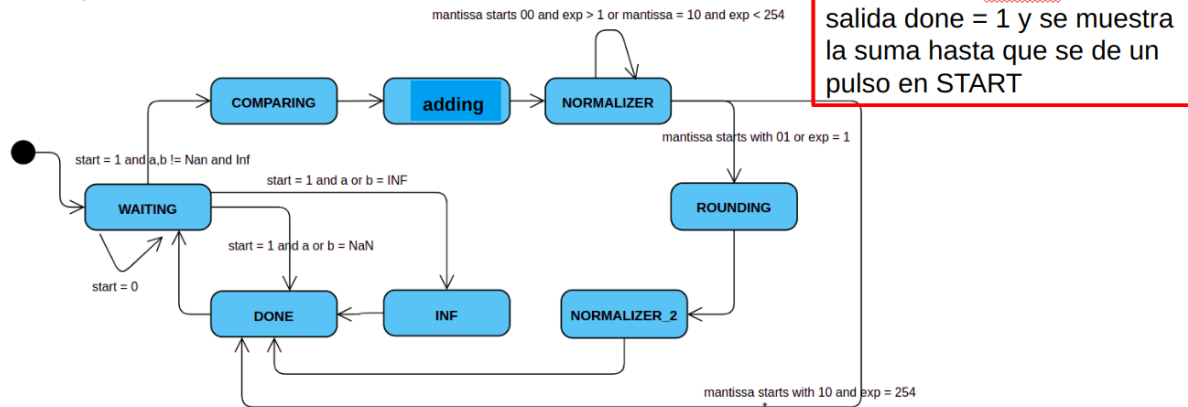 mantissa starts 00 and exp > 1 or mantissa = 10 and exp < 254
salida done = 1 y se muestra
la suma hasta que se de un
pulso en START
COMPARING
adding
NORMALIZER
mantissa starts with 01 or exp = 1
start = 1 and a,b != Nan and Inf
start = 1 and a or b = INF
WAITING
ROUNDING
start = 1 and a or b = NaN
start = 0
DONE
INF
NORMALIZER_2
mantissa starts with 10 and exp = 254
*